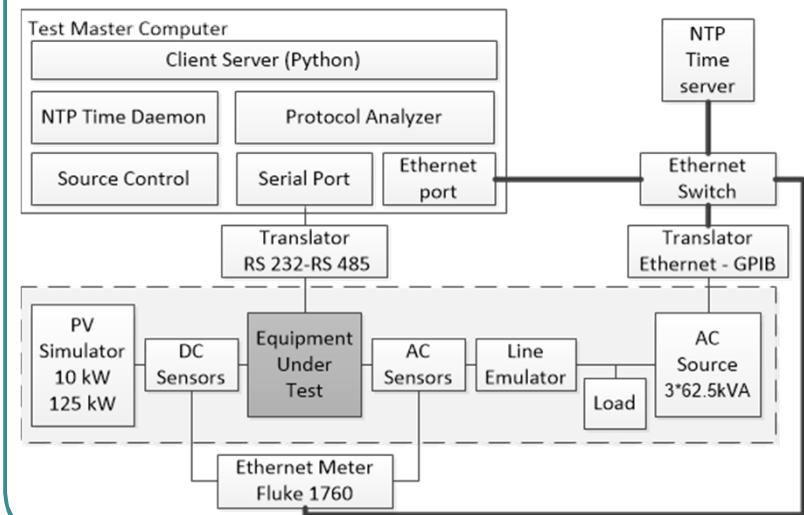 Test Master Computer
Client Server (Python)
NTP Time Daemon
Protocol Analyzer
Source Control
Serial Port
Ethernet
port
NTP
Time
server
Ethernet
Switch
Translator
RS 232-RS 485
Translator
Ethernet - GPIB
PV
Simulator
10 kW
125 kW
DC
Sensors
Equipment
Under
Test
AC
Sensors
Line
Emulator
Load
AC
Source
3*62.5kVA
Ethernet Meter
Fluke 1760